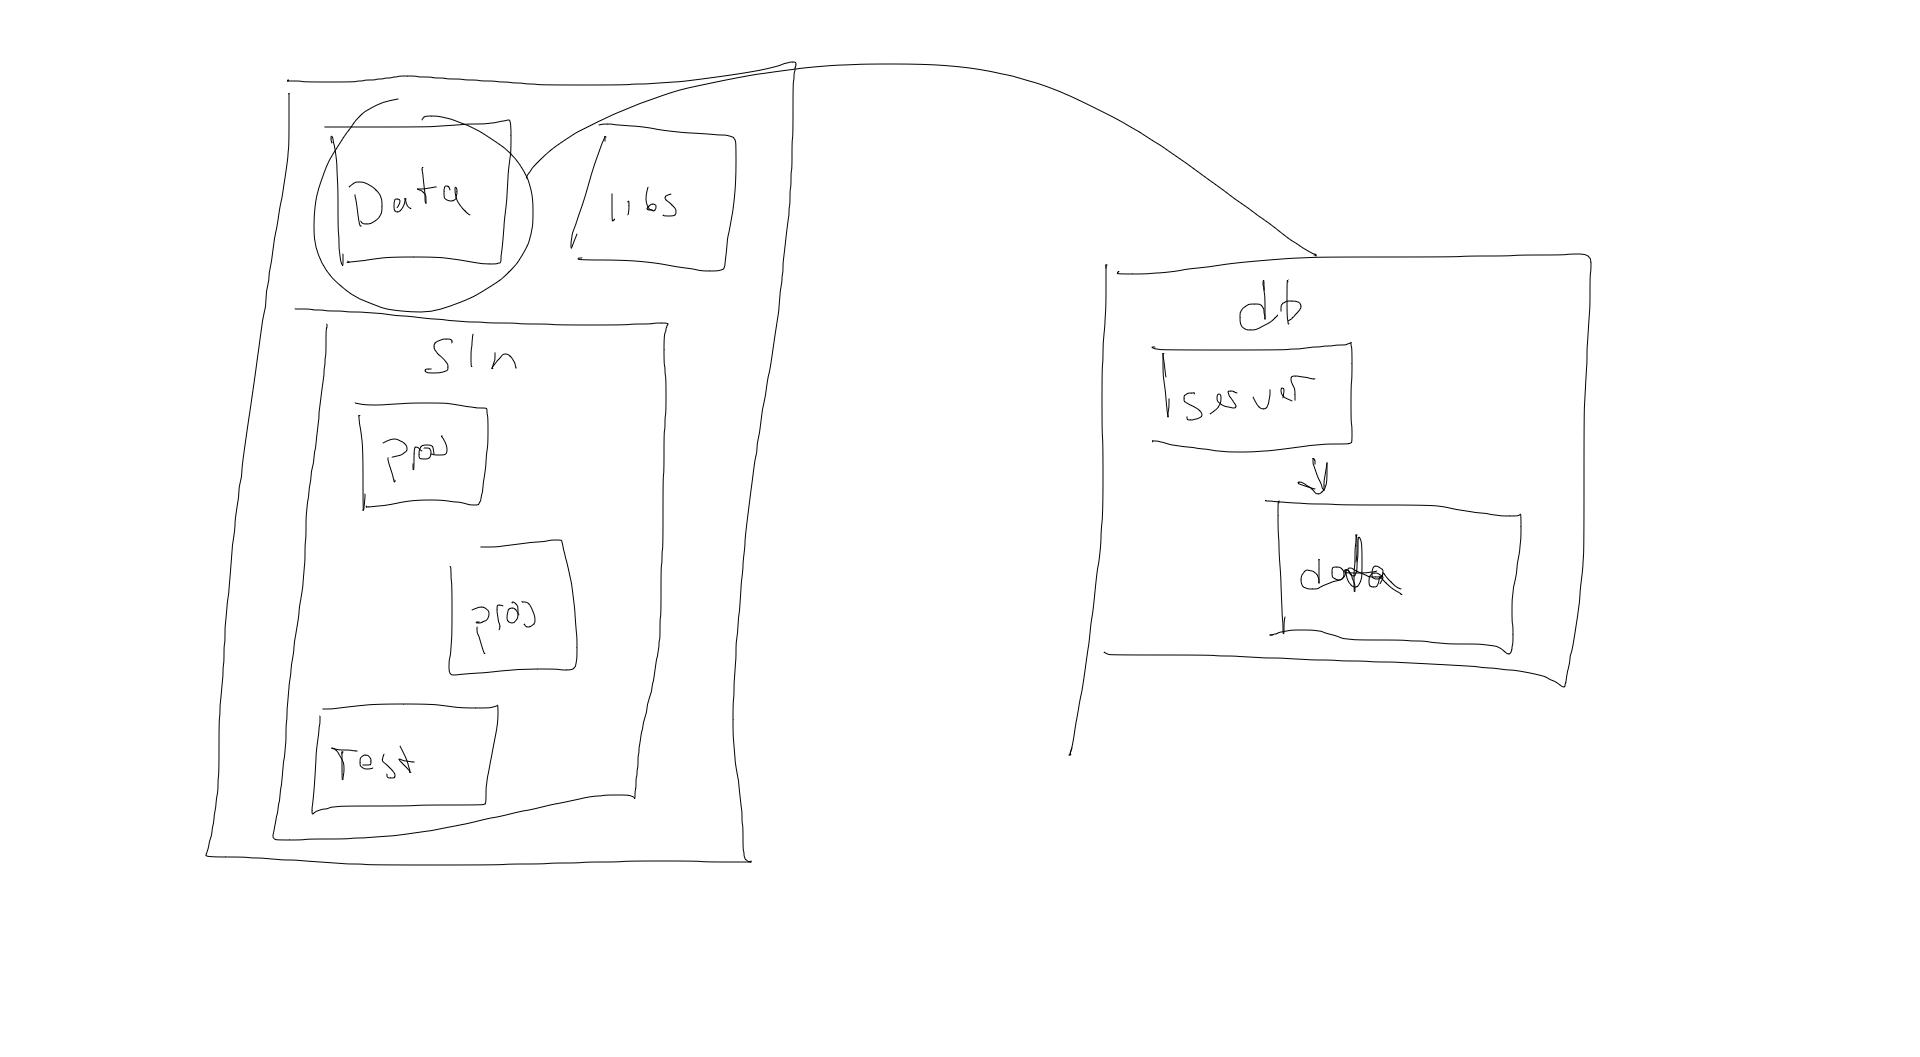 Data
libs
sln
proj
proj
Test
db
server
data